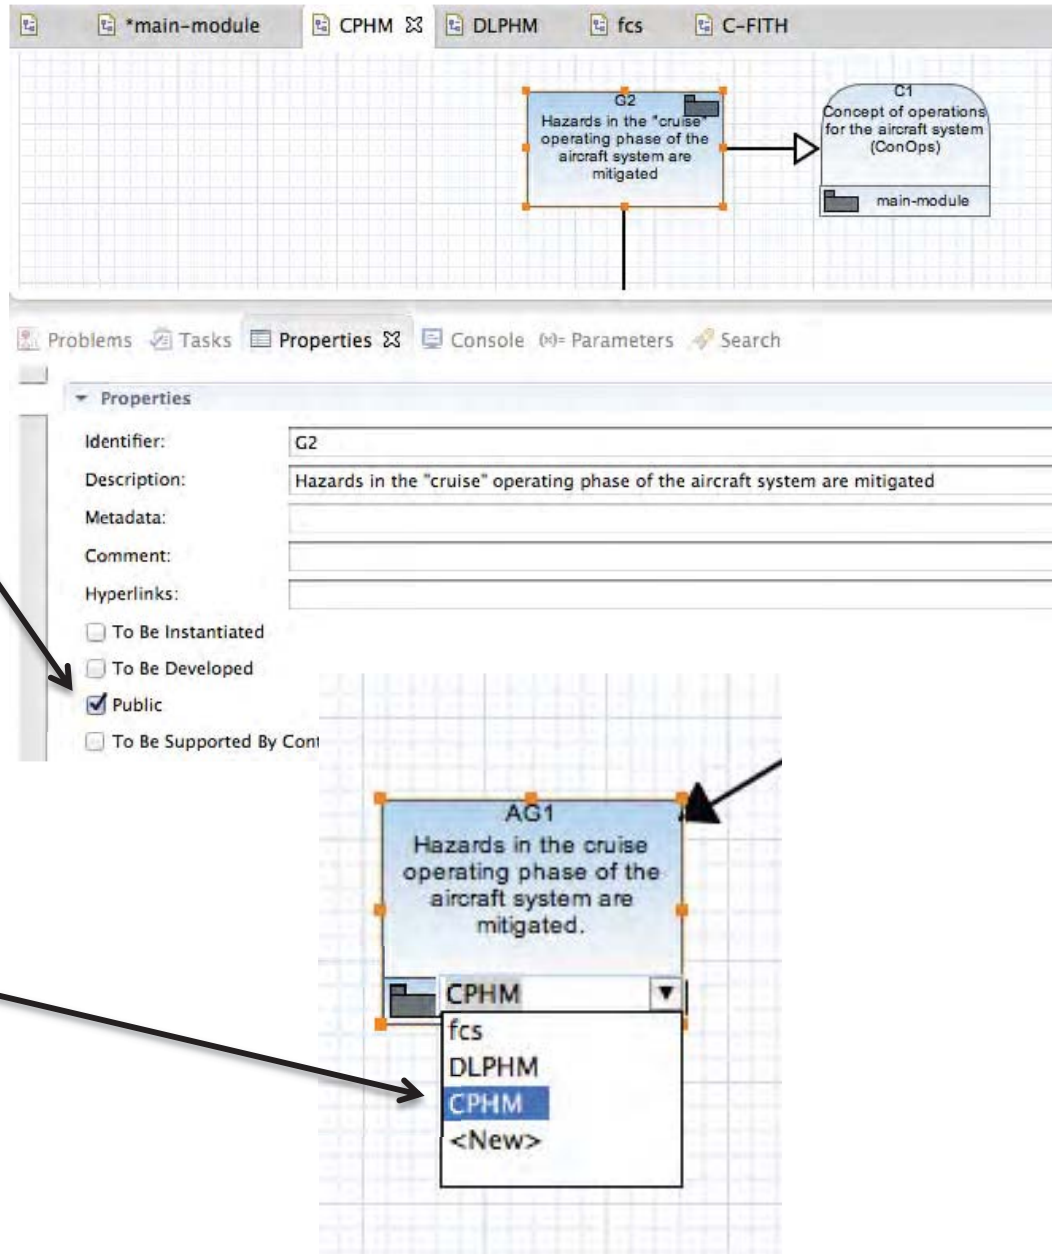 *main-module CPHM DLPHM fcs C-FITH
G2
Hazards in the "cruise"
operating phase of the
aircraft system are
mitigated
C1
Concept of operations
for the aircraft system
(ConOps)
main-module
Problems Tasks Properties Console (x)= Parameters Search
Properties
Identifier: G2
Description: Hazards in the "cruise" operating phase of the aircraft system are mitigated
Metadata:
Comment:
Hyperlinks:
To Be Instantiated
To Be Developed
Public
To Be Supported By Cont
AG1
Hazards in the cruise
operating phase of the
aircraft system are
mitigated.
CPHM
fcs
DLPHM
CPHM
<New>